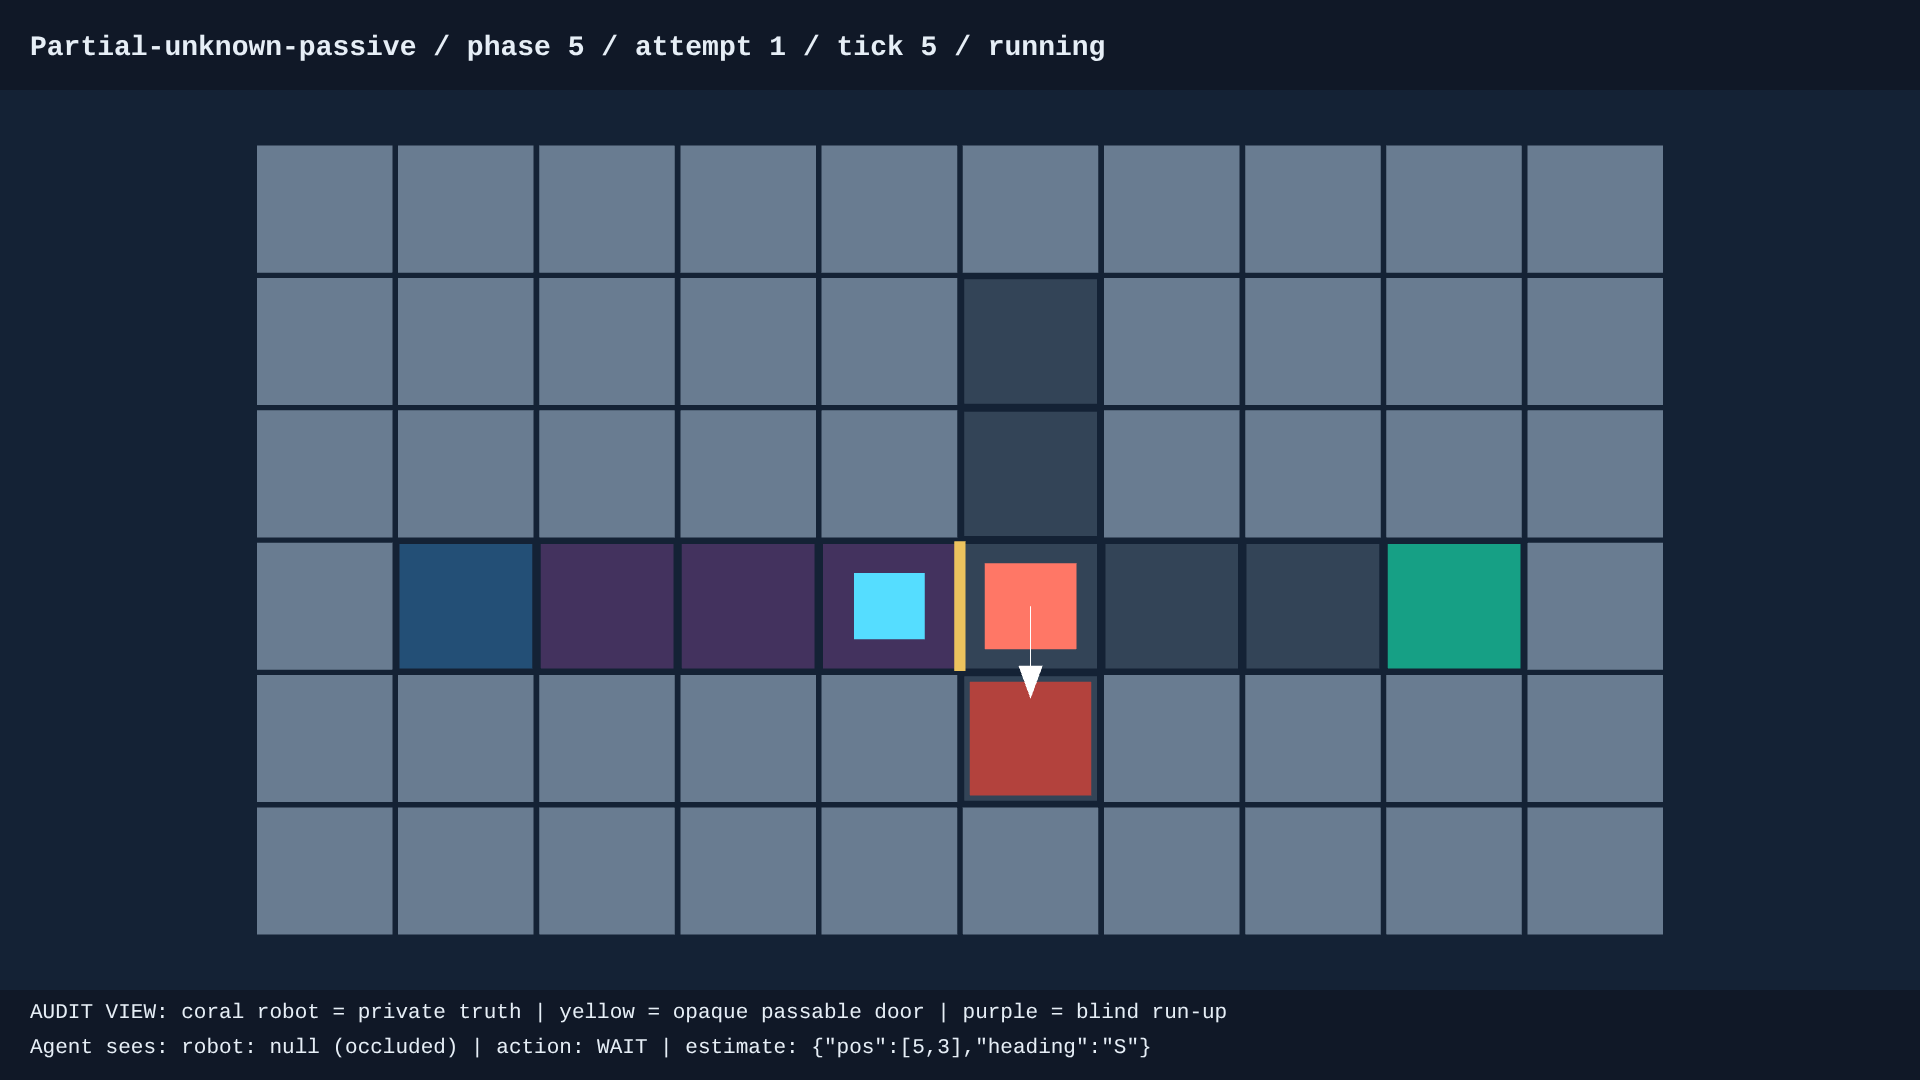 Partial-unknown-passive / phase 5 / attempt 1 / tick 5 / running
AUDIT VIEW: coral robot = private truth | yellow = opaque passable door | purple = blind run-up
Agent sees: robot: null (occluded) | action: WAIT | estimate: {"pos":[5,3],"heading":"S"}